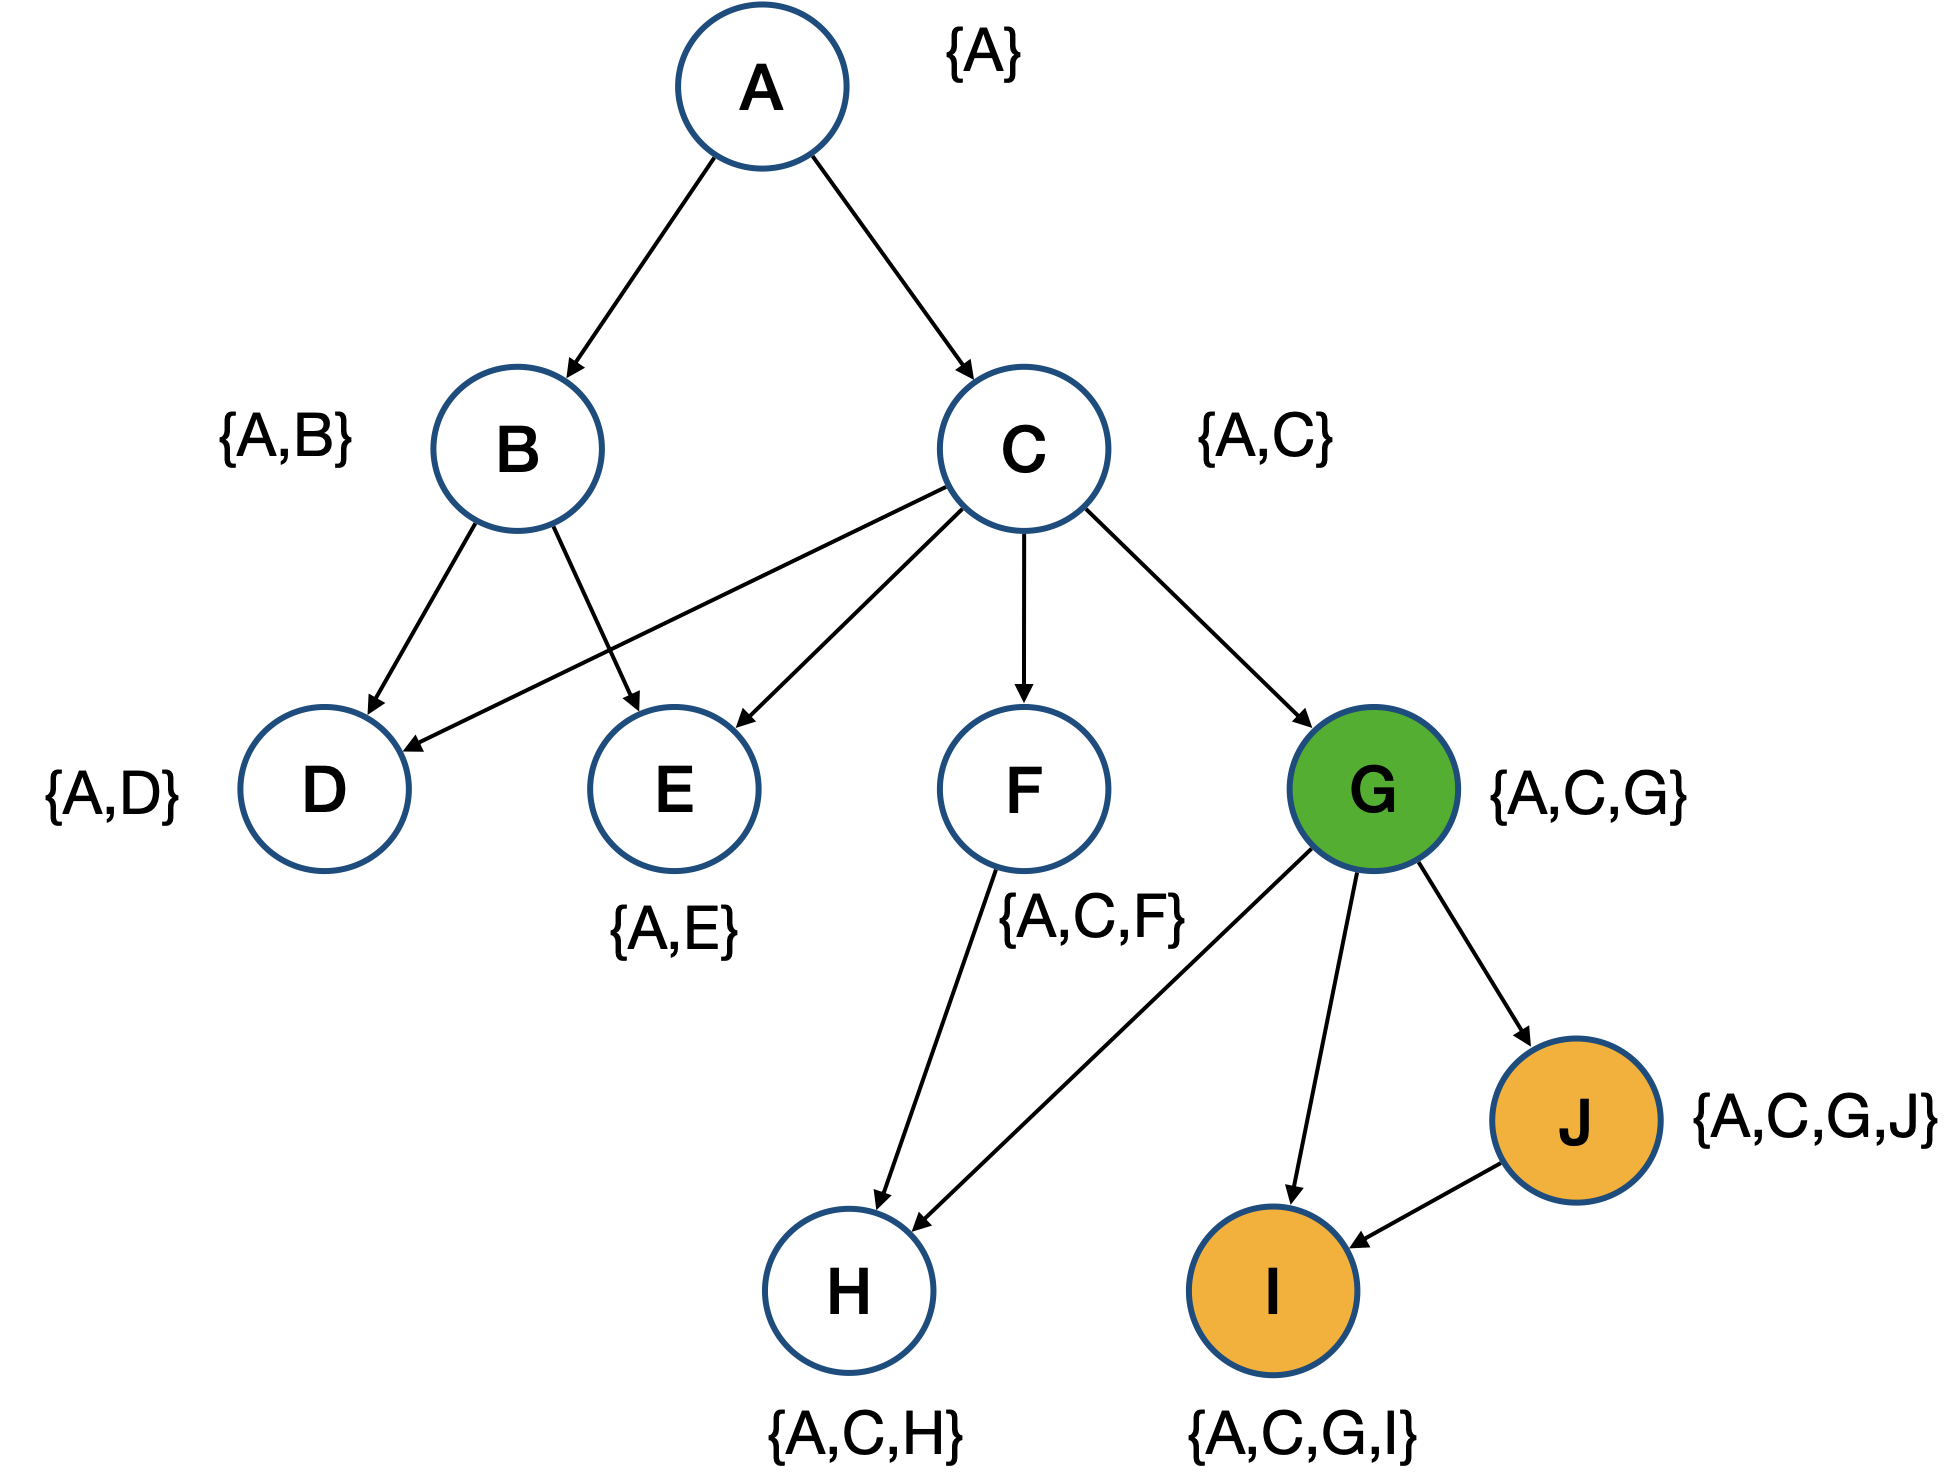 A
{A}
{A,B}
B
C
{A,C}
{A,D}
D
E
F
G
{A,C,G}
{A,E}
{A,C,F}
J
{A,C,G,J}
H
I
{A,C,H}
{A,C,G,I}